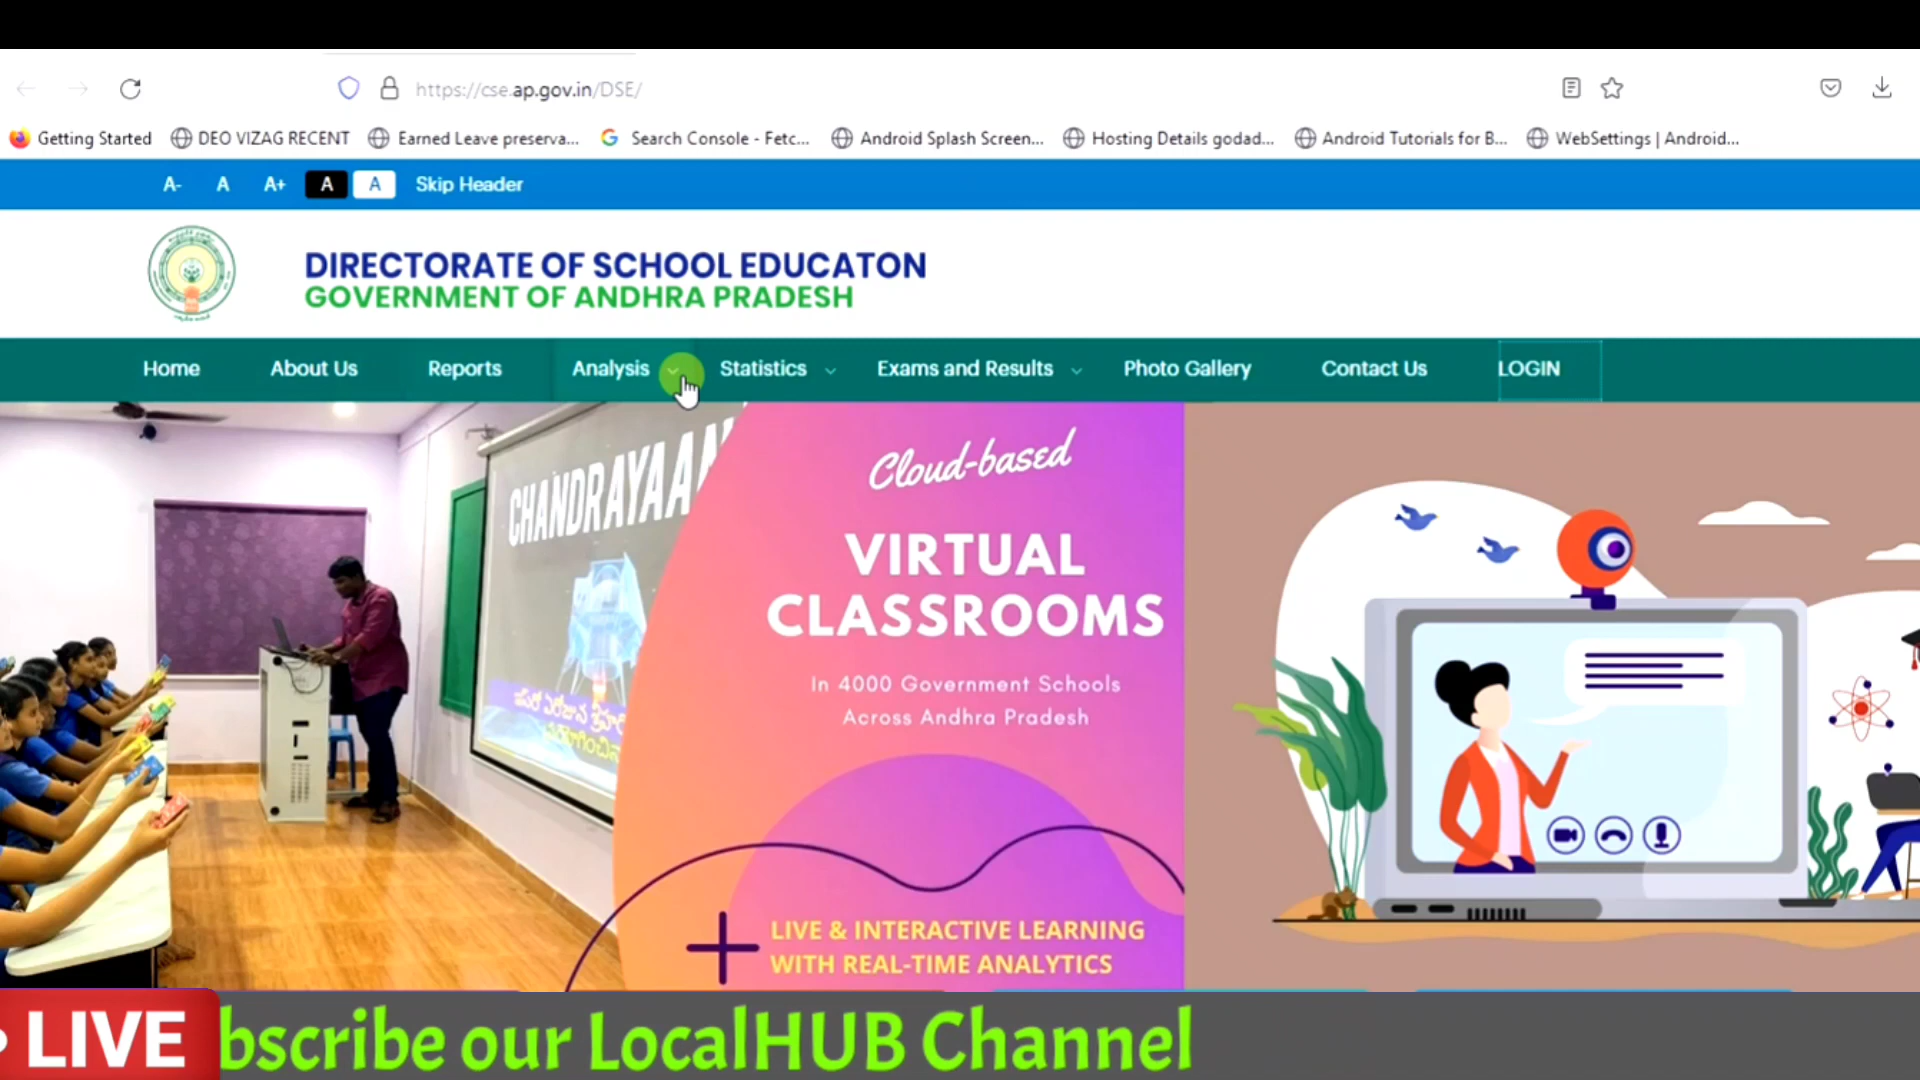 https://cse.ap.gov.in/DSE/
Getting Started
DEO VIZAG RECENT
Earned Leave preserva...
Search Console - Fetc...
Android Splash Screen...
Hosting Details godad...
Android Tutorials for B...
WebSettings | Android...
A-
A
A+
A
A
Skip Header
DIRECTORATE OF SCHOOL EDUCATON
GOVERNMENT OF ANDHRA PRADESH
Home
About Us
Reports
Analysis
Statistics
Exams and Results
Photo Gallery
Contact Us
LOGIN
CHANDRAYAAN
Cloud-based
VIRTUAL
CLASSROOMS
In 4000 Government Schools
Across Andhra Pradesh
LIVE & INTERACTIVE LEARNING
WITH REAL-TIME ANALYTICS
LIVE
bscribe our LocalHUB Channel